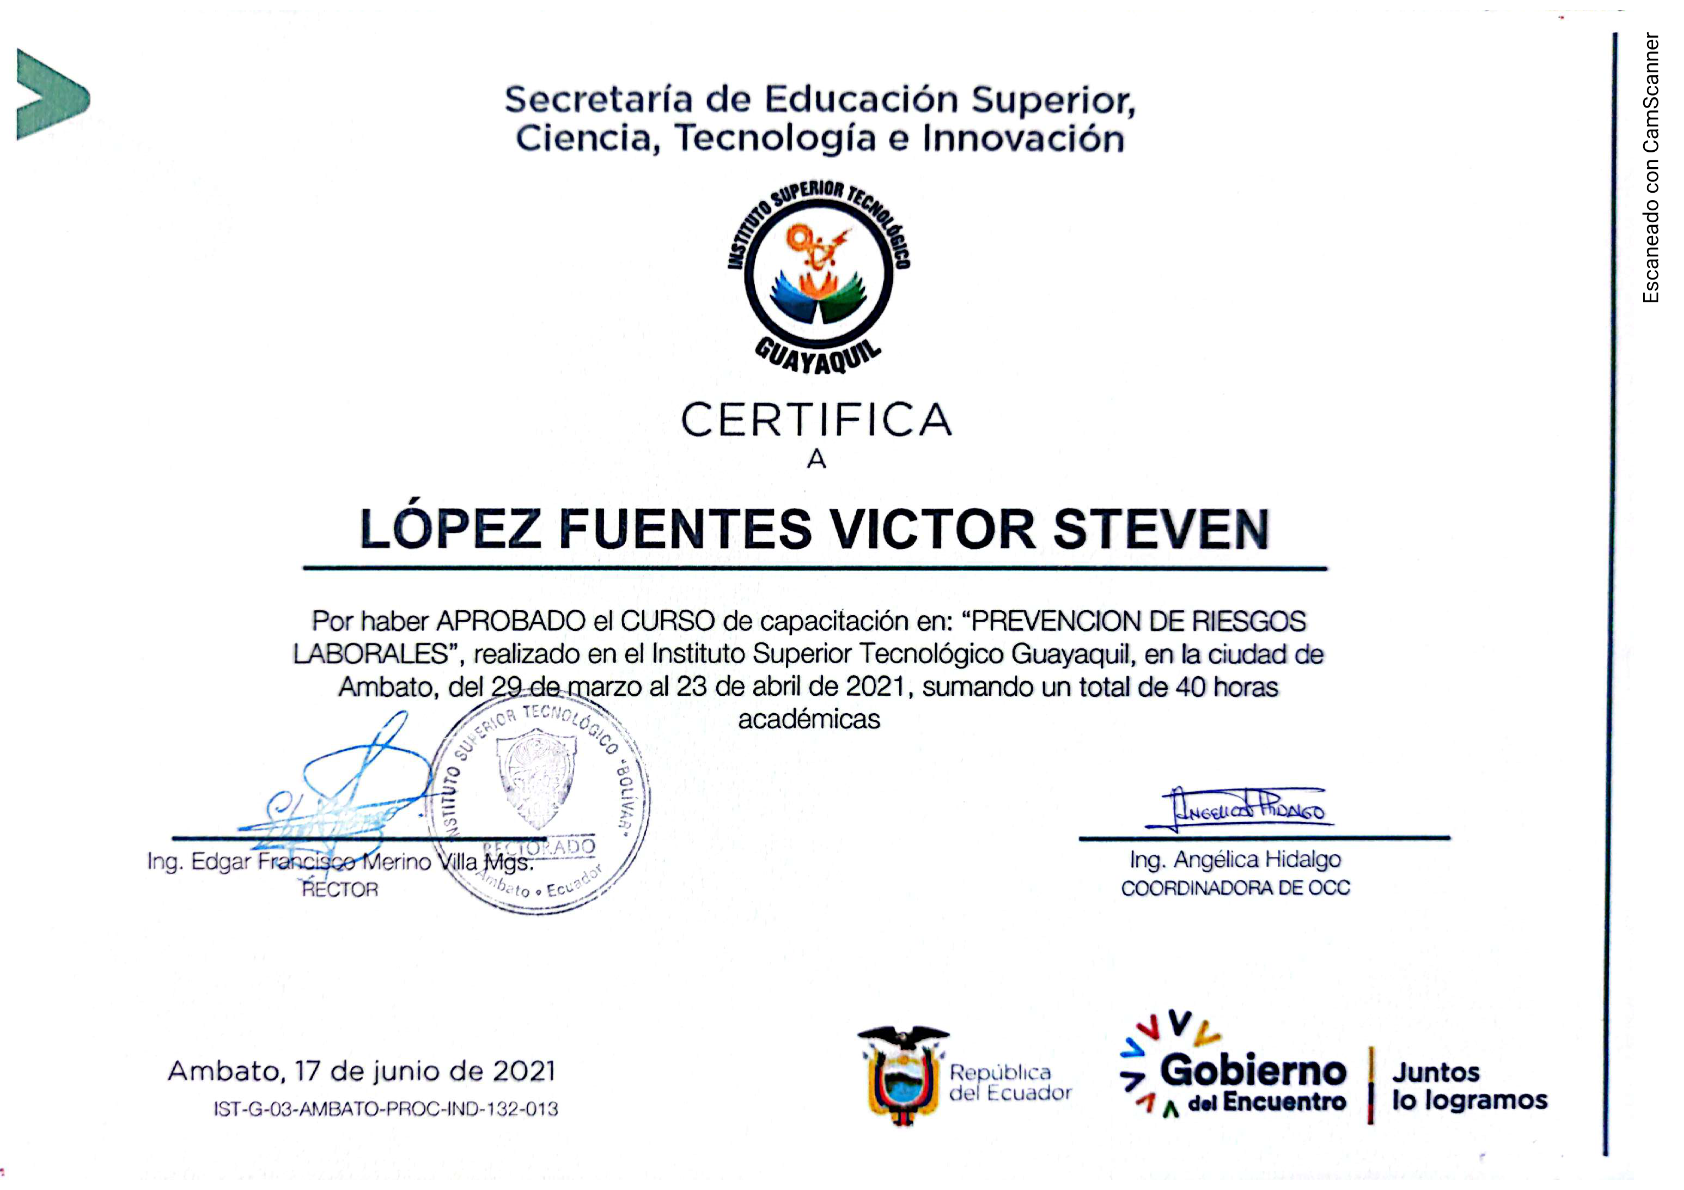 Secretaría de Educación Superior,
Ciencia, Tecnología e Innovación
INSTITUTO SUPERIOR TECNOLÓGICO
GUAYAQUIL
CERTIFICA
A
LÓPEZ FUENTES VICTOR STEVEN
Por haber APROBADO el CURSO de capacitación en: “PREVENCION DE RIESGOS
LABORALES”, realizado en el Instituto Superior Tecnológico Guayaquil, en la ciudad de
Ambato, del 29 de marzo al 23 de abril de 2021, sumando un total de 40 horas
académicas
INSTITUTO SUPERIOR TECNOLÓGICO "BOLÍVAR"
RECTORADO
Ambato • Ecuador
Ing. Edgar Francisco Merino Villa Mgs.
RECTOR
ANGELICA HIDALGO
Ing. Angélica Hidalgo
COORDINADORA DE OCC
Ambato, 17 de junio de 2021
IST-G-03-AMBATO-PROC-IND-132-013
República
del Ecuador
Gobierno
del Encuentro
Juntos
lo logramos
Escaneado con CamScanner